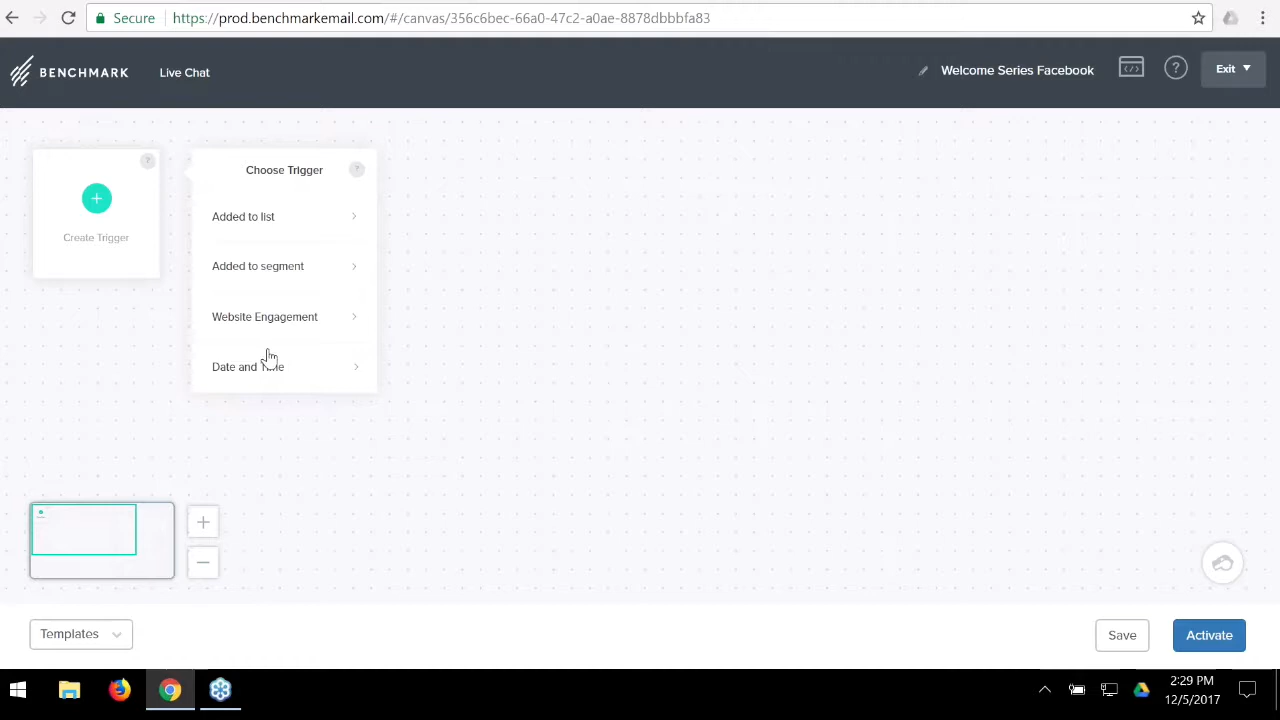 Secure https://prod.benchmarkemail.com/#/canvas/356c6bec-66a0-47c2-a0ae-8878dbbbfa83
BENCHMARK Live Chat Welcome Series Facebook </> ? Exit
? Choose Trigger ?
+
Create Trigger
Added to list
Added to segment
Website Engagement
Date and Time
+
−
Templates Save Activate
2:29 PM
12/5/2017